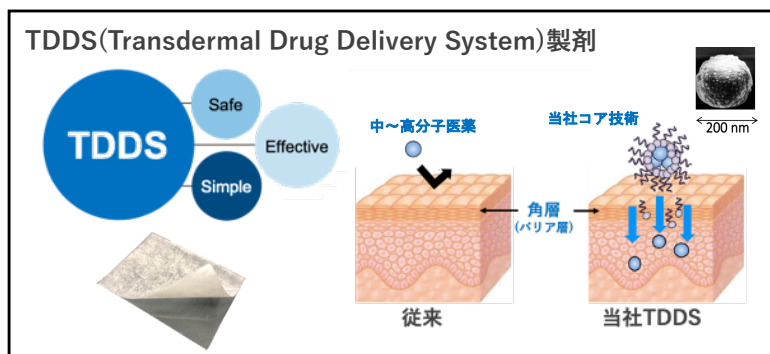 TDDS(Transdermal Drug Delivery System)製剤
TDDS
Safe
Effective
Simple
中～高分子医薬
当社コア技術
200 nm
角層
(バリア層)
従来
当社TDDS